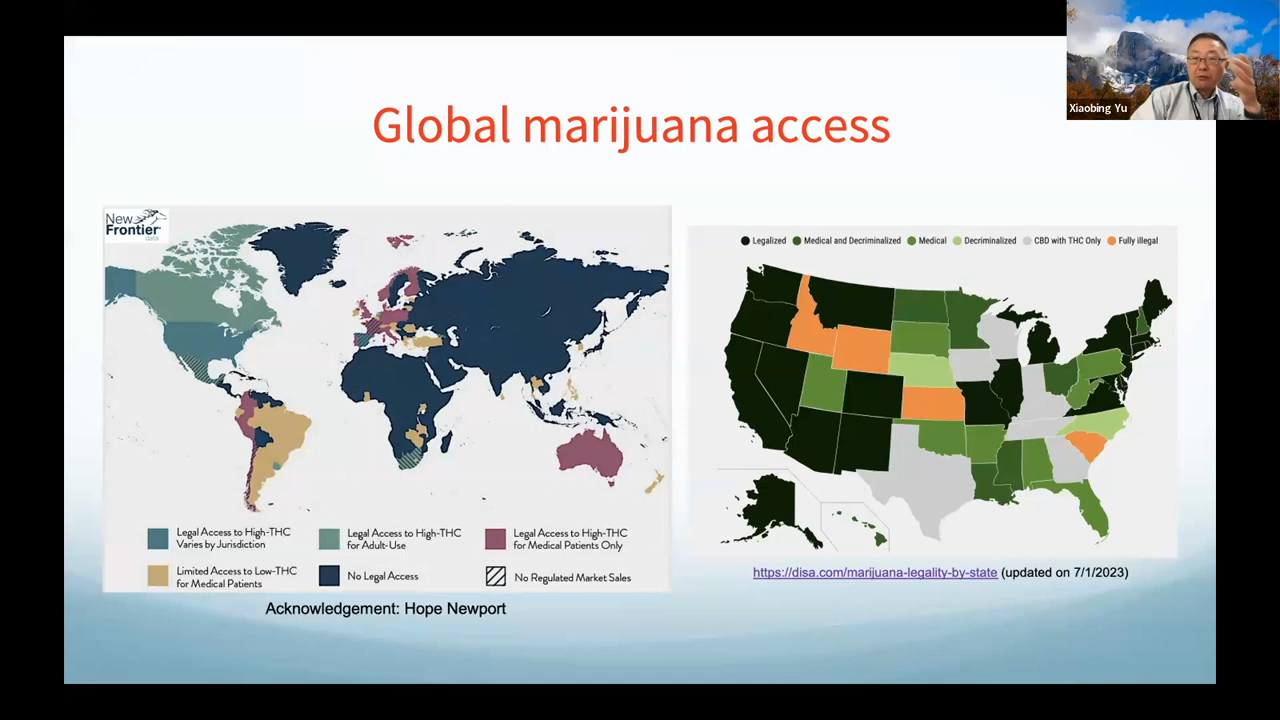 Xiaobing Yu
Global marijuana access
New
Frontier
data
Legal Access to High-THC
Varies by Jurisdiction
Legal Access to High-THC
for Adult-Use
Legal Access to High-THC
for Medical Patients Only
Limited Access to Low-THC
for Medical Patients
No Legal Access
No Regulated Market Sales
Acknowledgement: Hope Newport
Legalized Medical and Decriminalized Medical Decriminalized CBD with THC Only Fully illegal
https://disa.com/marijuana-legality-by-state (updated on 7/1/2023)